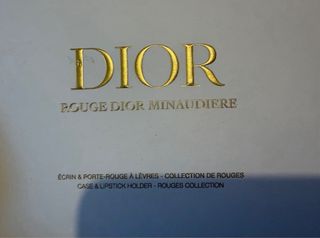 DIOR
ROUGE DIOR MINAUDIERE
ÉCRIN & PORTE-ROUGE À LÈVRES - COLLECTION DE ROUGES
CASE & LIPSTICK HOLDER - ROUGES COLLECTION